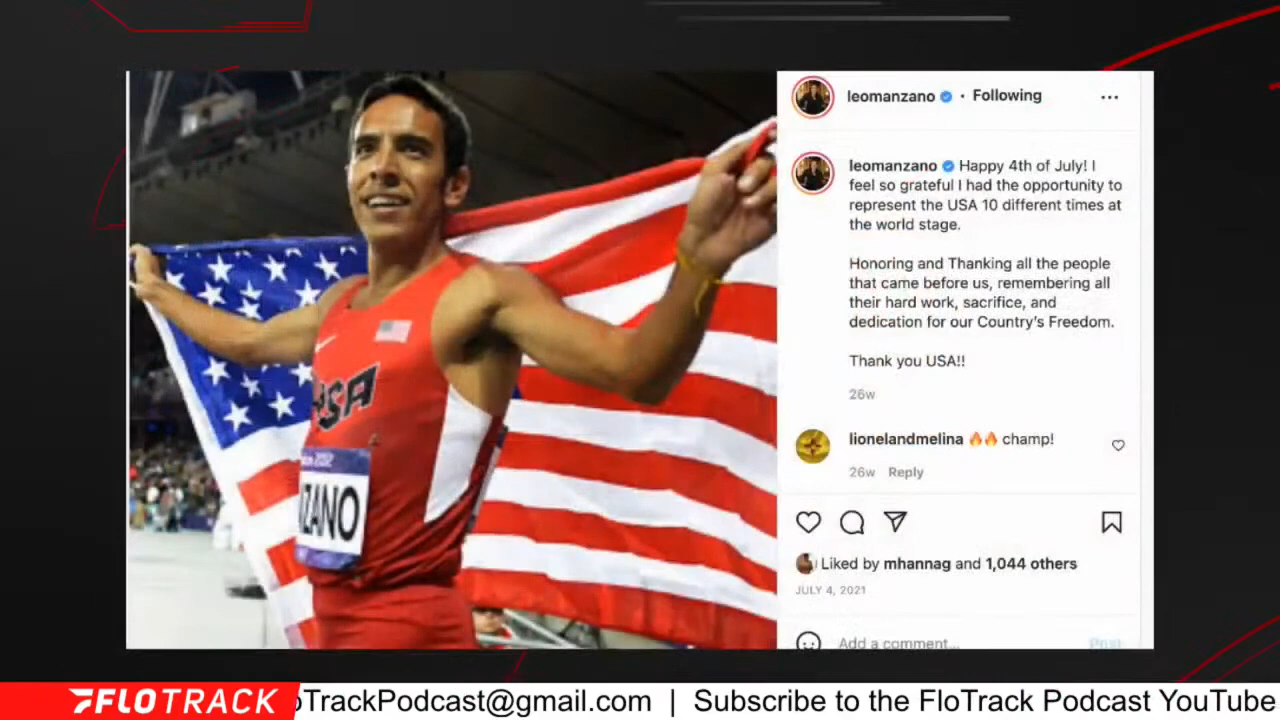 leomanzano • Following
leomanzano Happy 4th of July! I
feel so grateful I had the opportunity to
represent the USA 10 different times at
the world stage.
Honoring and Thanking all the people
that came before us, remembering all
their hard work, sacrifice, and
dedication for our Country's Freedom.
Thank you USA!!
26w
lionelandmelina 🔥🔥 champ!
26w Reply
Liked by mhannag and 1,044 others
JULY 4, 2021
Add a comment...
Post
USA
2012
ZANO
FLOTRACK
oTrackPodcast@gmail.com | Subscribe to the FloTrack Podcast YouTube